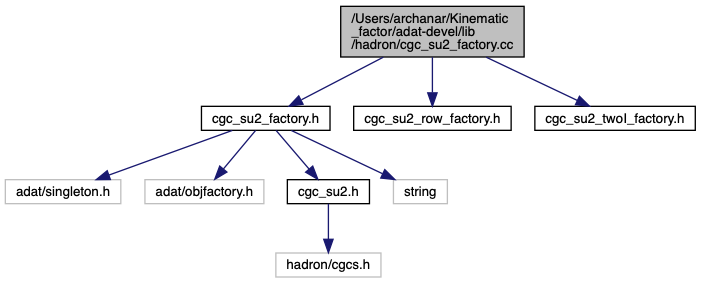 /Users/archanar/Kinematic
_factor/adat-devel/lib
/hadron/cgc_su2_factory.cc
cgc_su2_factory.h
cgc_su2_row_factory.h
cgc_su2_twoI_factory.h
adat/singleton.h
adat/objfactory.h
cgc_su2.h
string
hadron/cgcs.h